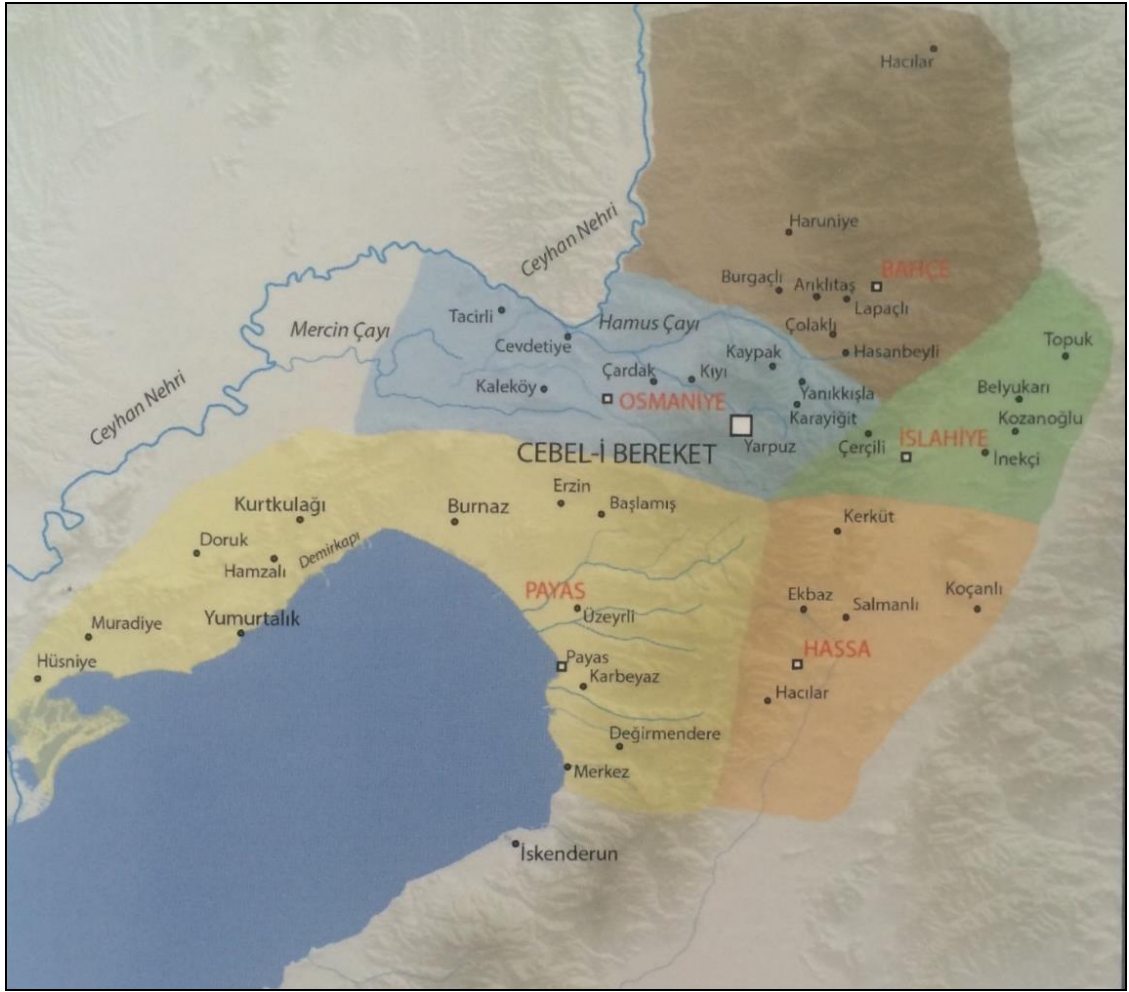 Hacılar
Haruniye
Ceyhan Nehri
BAHÇE
Burgaçlı
Arıklıtaş
Lapaçlı
Tacirli
Hamus Çayı
Mercin Çayı
Çolaklı
Cevdetiye
Topuk
Kaypak
Hasanbeyli
Çardak
Kıyı
Kaleköy
Yanıkkışla
Belyukarı
OSMANİYE
Ceyhan Nehri
Karayiğit
Kozanoğlu
Yarpuz
Çerçili
İSLAHİYE
CEBEL-İ BEREKET
İnekçi
Erzin
Kurtkulağı
Burnaz
Başlamış
Kerküt
Doruk
Demirkapı
Hamzalı
PAYAS
Ekbaz
Salmanlı
Koçanlı
Muradiye
Yumurtalık
Üzeyrli
HASSA
Hüsniye
Payas
Karbeyaz
Hacılar
Değirmendere
Merkez
İskenderun